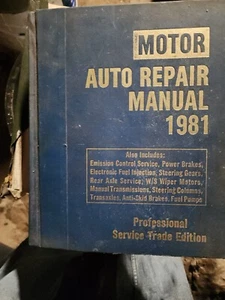 MOTOR
AUTO REPAIR
MANUAL
1981
Also Includes:
Emission Control Service, Power Brakes,
Electronic Fuel Injection, Steering Gears,
Rear Axle Service, W/S Wiper Motors,
Manual Transmissions, Steering Columns,
Transaxles, Anti-Skid Brakes, Fuel Pumps
Professional
Service Trade Edition